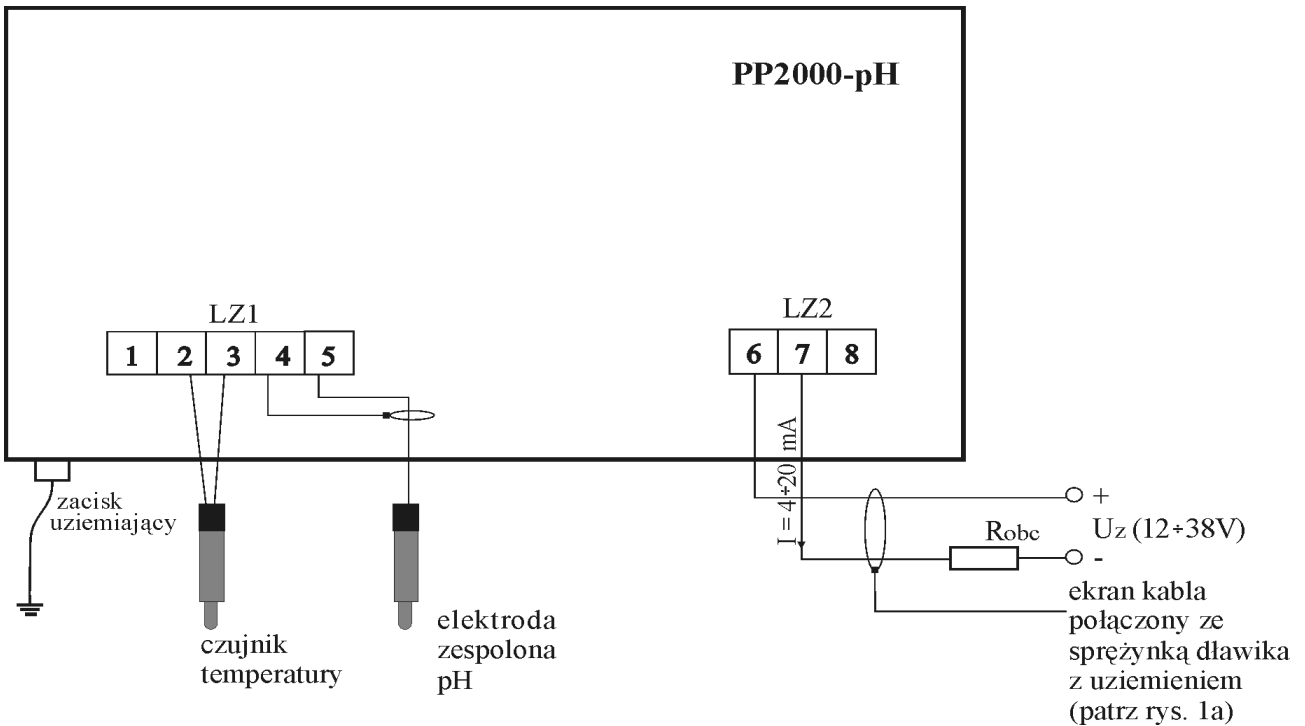 PP2000-pH
LZ1
1 2 3 4 5
LZ2
6 7 8
I = 4÷20 mA
zacisk
uziemiający
czujnik
temperatury
elektroda
zespolona
pH
Robc
+
Uz (12÷38V)
-
ekran kabla
połączony ze
sprężynką dławika
z uziemieniem
(patrz rys. 1a)